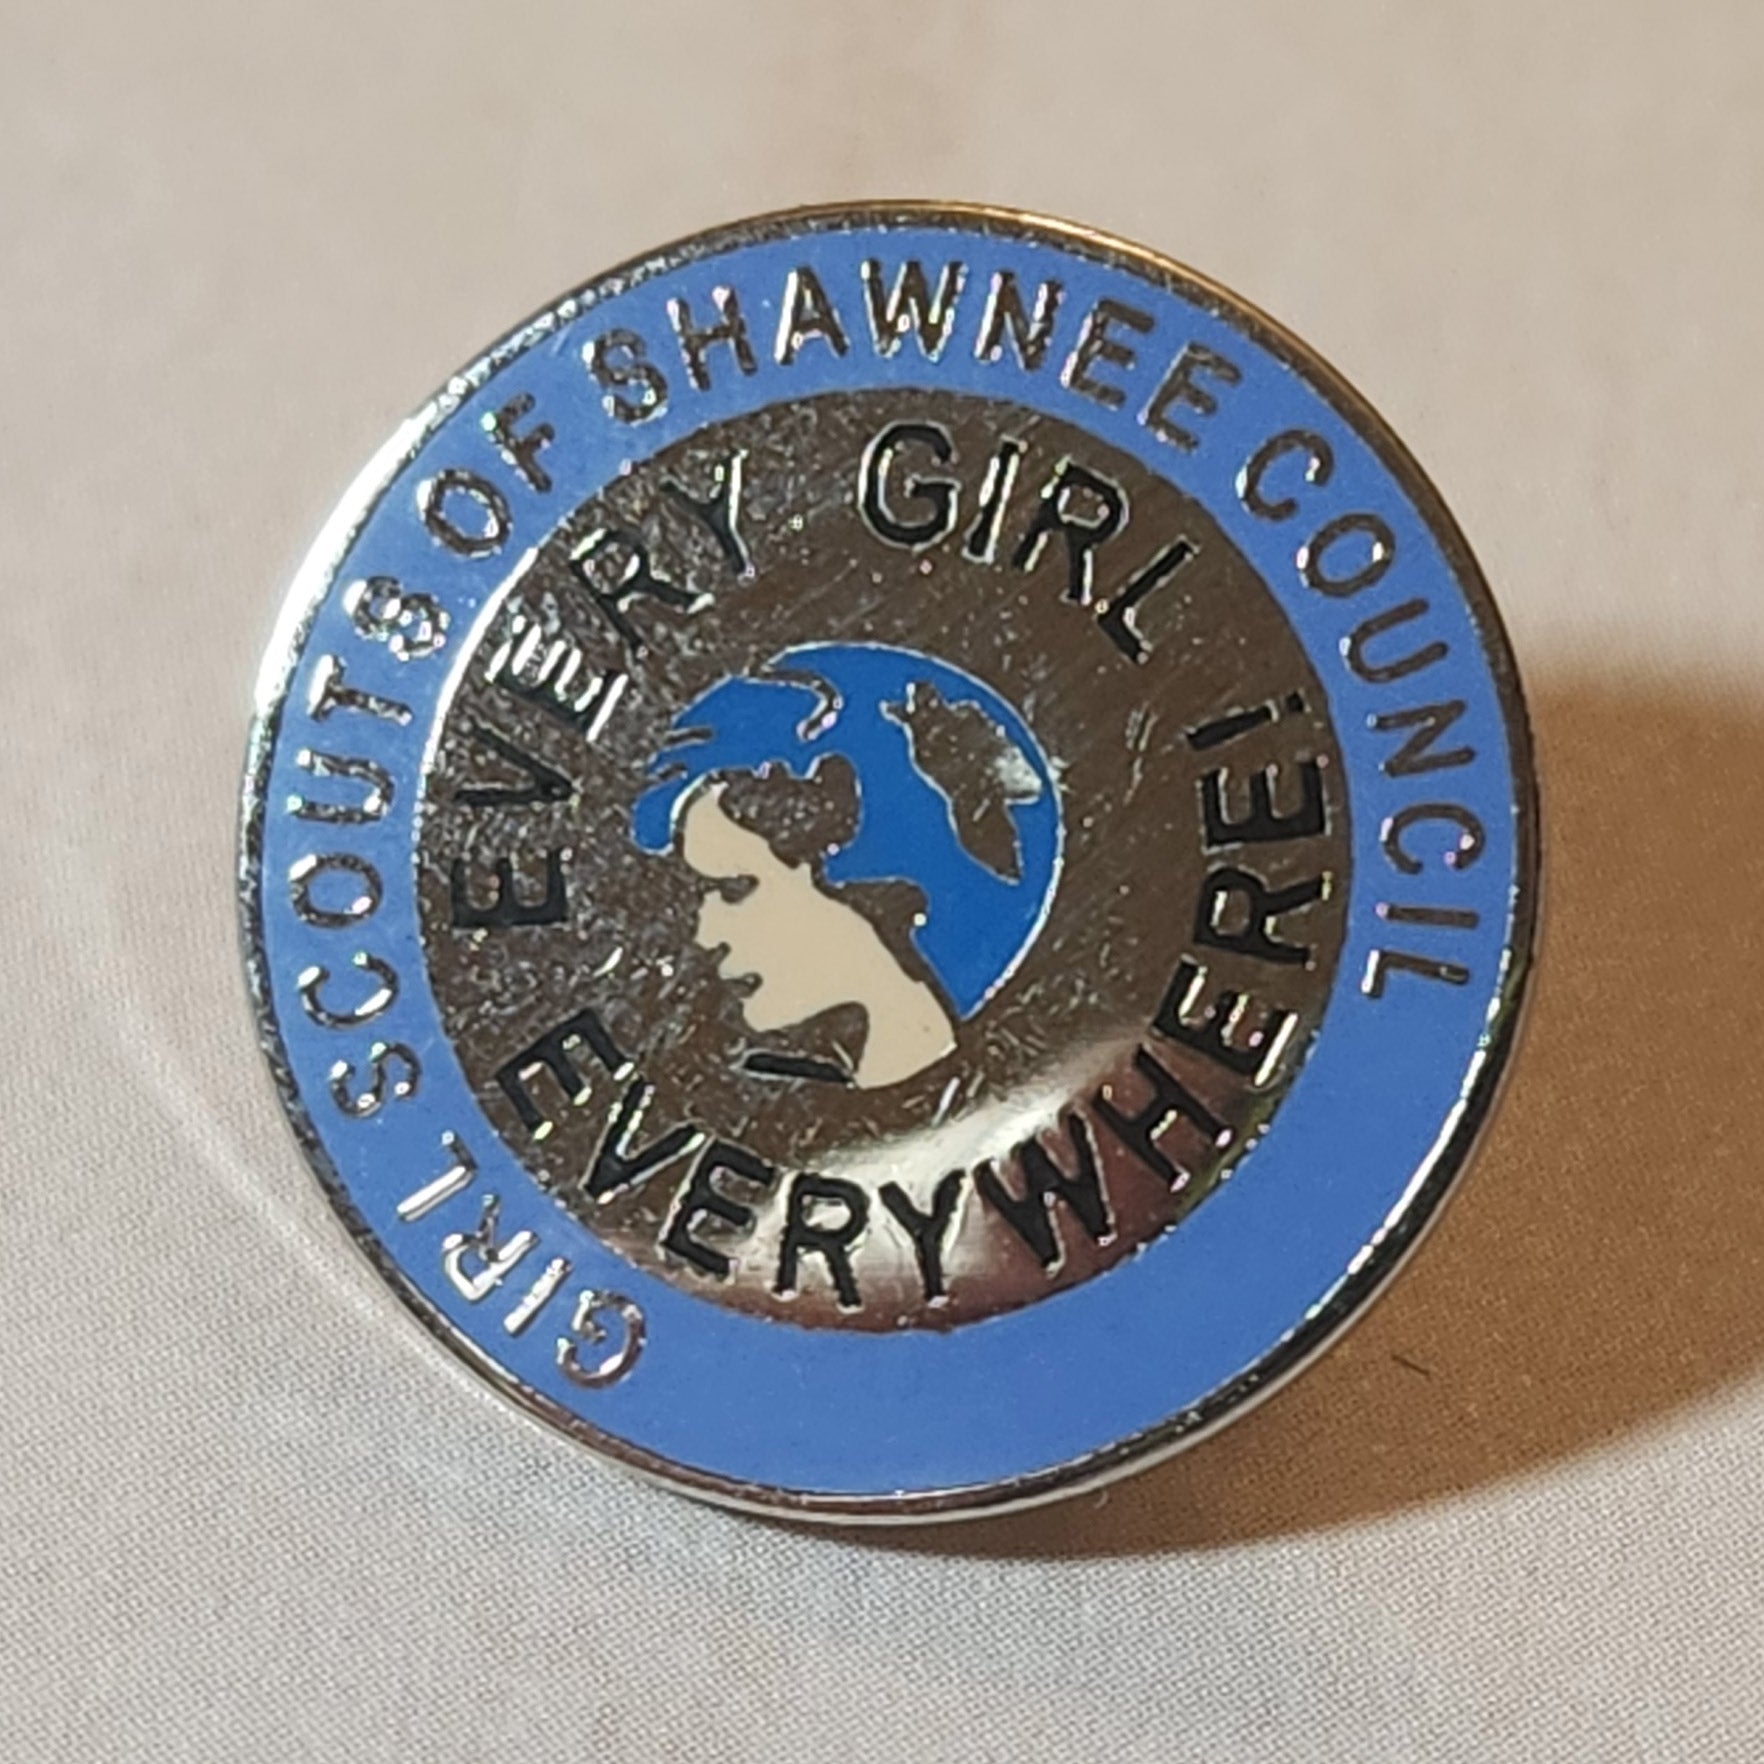 GIRL SCOUTS OF SHAWNEE COUNCIL
EVERY GIRL
EVERYWHERE!